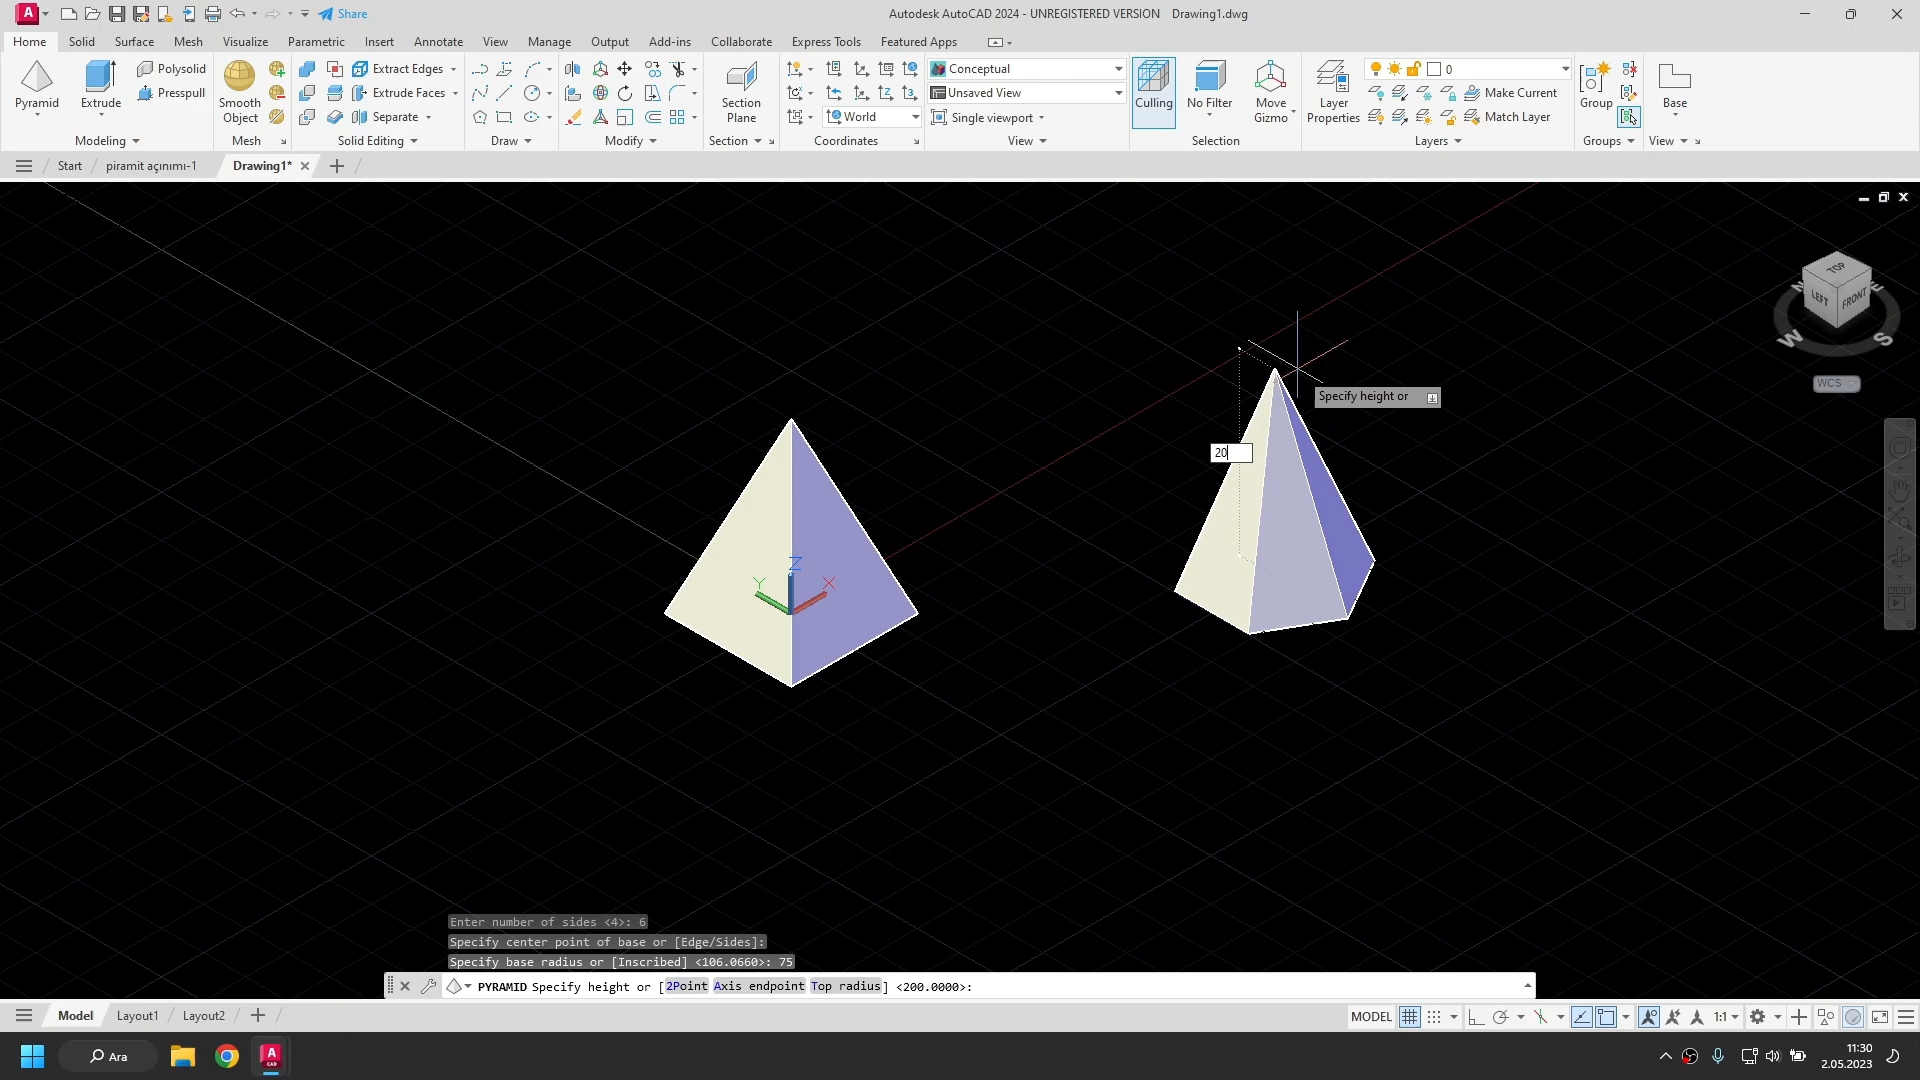 A CAD Share Autodesk AutoCAD 2024 - UNREGISTERED VERSION Drawing1.dwg
Home Solid Surface Mesh Visualize Parametric Insert Annotate View Manage Output Add-ins Collaborate Express Tools Featured Apps
Pyramid
Extrude
Polysolid
Presspull
Modeling
Smooth
Object
Mesh
Extract Edges
Extrude Faces
Separate
Solid Editing
Draw
Modify
Section
Plane
Section
World
Coordinates
Conceptual
Unsaved View
Single viewport
View
Culling
No Filter
Move
Gizmo
Selection
Layer
Properties
0
Make Current
Match Layer
Layers
Group
Groups
Base
View
Start piramit açınımı-1 Drawing1*
TOP
LEFT FRONT
N E
W S
WCS
Specify height or
20
Z
Y X
Enter number of sides <4>: 6
Specify center point of base or [Edge/Sides]:
Specify base radius or [Inscribed] <106.0660>: 75
PYRAMID Specify height or [2Point Axis endpoint Top radius] <200.0000>:
Model Layout1 Layout2 MODEL 1:1
Ara
A
CAD
11:30
2.05.2023